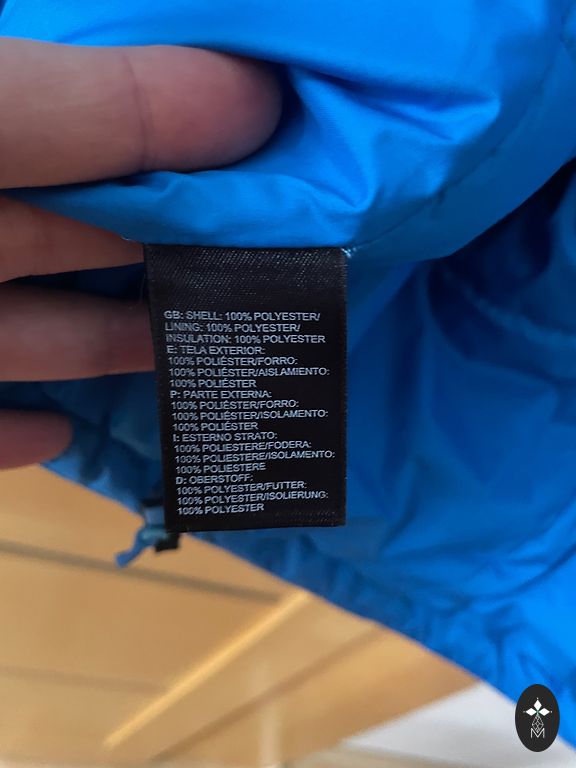 GB: SHELL: 100% POLYESTER/
LINING: 100% POLYESTER/
INSULATION: 100% POLYESTER
E: TELA EXTERIOR:
100% POLIÉSTER/FORRO:
100% POLIÉSTER/AISLAMIENTO:
100% POLIÉSTER
P: PARTE EXTERNA:
100% POLIÉSTER/FORRO:
100% POLIÉSTER/ISOLAMENTO:
100% POLIÉSTER
I: ESTERNO STRATO:
100% POLIESTERE/FODERA:
100% POLIESTERE/ISOLAMENTO:
100% POLIESTERE
D: OBERSTOFF:
100% POLYESTER/FUTTER:
100% POLYESTER/ISOLIERUNG:
100% POLYESTER
M